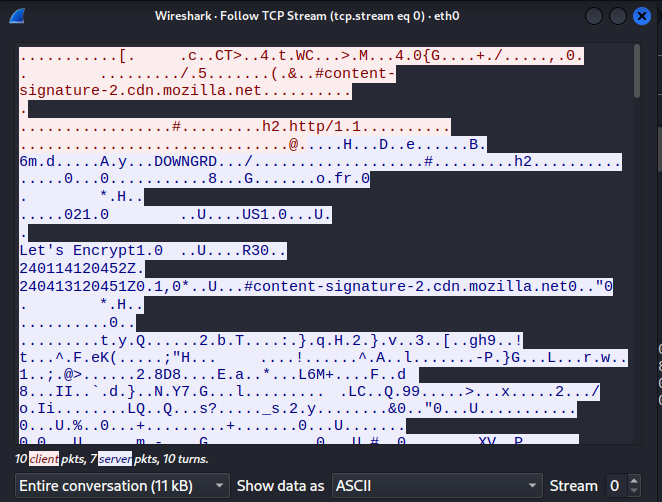 Wireshark · Follow TCP Stream (tcp.stream eq 0) · eth0
...........[.     .c..CT>..4.t.WC...>.M...4.0{G....+./.....,.0.
.        ........./.5.......(.&..#content-
signature-2.cdn.mozilla.net..........
.
.................#.........h2.http/1.1..........
..............................@.....H...D..e......B.
6m.d.....A.y...DOWNGRD.../...................#.........h2..........
.....0...0...........8...G.......o.fr.0
.        *.H..
.....021.0        ..U....US1.0...U.
.
Let's Encrypt1.0  ..U....R30..
240114120452Z.
240413120451Z0.1,0*..U...#content-signature-2.cdn.mozilla.net0.."0
.        *.H..
..........0..
.........t.y.Q......2.b.T....:.}.q.H.2.}.v..3..[..gh9..!
t...^.F.eK(.....;"H...     ....!......^.A..l.......-P.}G...L...r.w..
1..;.@>......2.8D8....E.a..*...L6M+....F..d
8...II..`.d.}..N.Y7.G...l........  .LC..Q.99.....>...x.....2.../
o.Ii........LQ..Q...s?....._s.2.y........&0.."0...U............
0...U.%..0...+.........+.......0...U.......
10 client pkts, 7 server pkts, 10 turns.
Entire conversation (11 kB) Show data as ASCII Stream 0